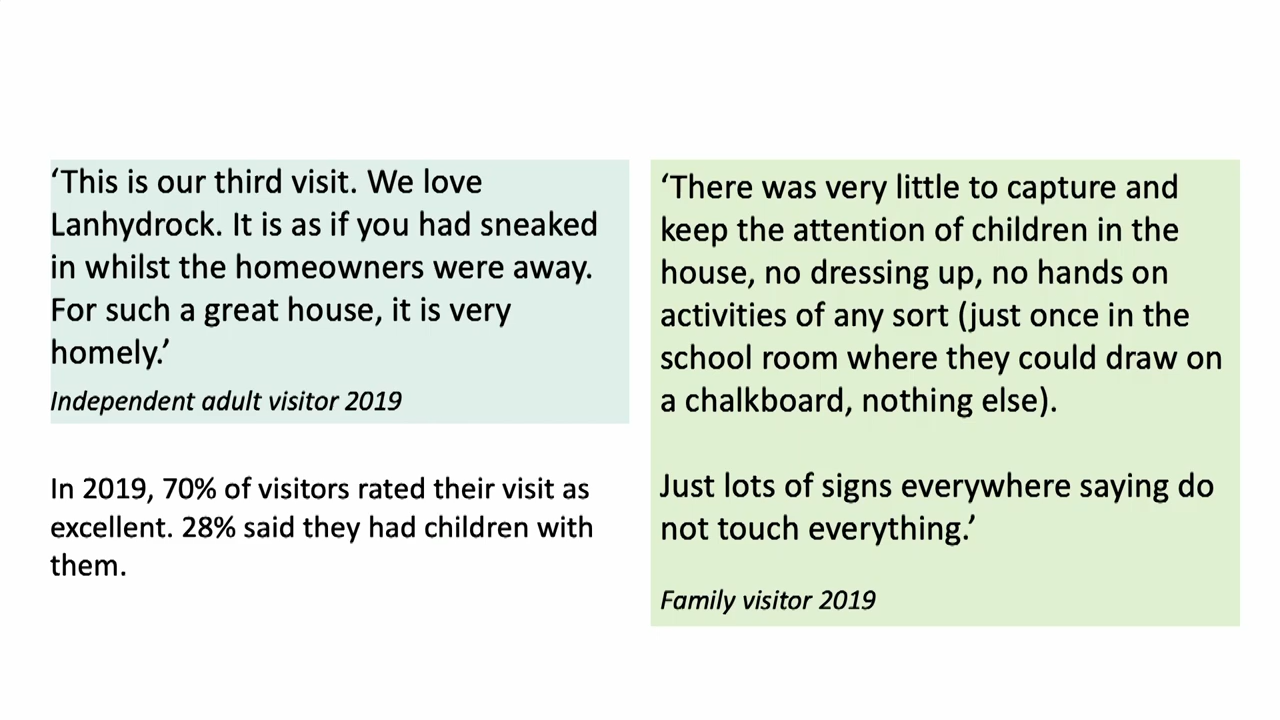 ‘This is our third visit. We love
Lanhydrock. It is as if you had sneaked
in whilst the homeowners were away.
For such a great house, it is very
homely.’
Independent adult visitor 2019
In 2019, 70% of visitors rated their visit as
excellent. 28% said they had children with
them.
‘There was very little to capture and
keep the attention of children in the
house, no dressing up, no hands on
activities of any sort (just once in the
school room where they could draw on
a chalkboard, nothing else).
Just lots of signs everywhere saying do
not touch everything.’
Family visitor 2019